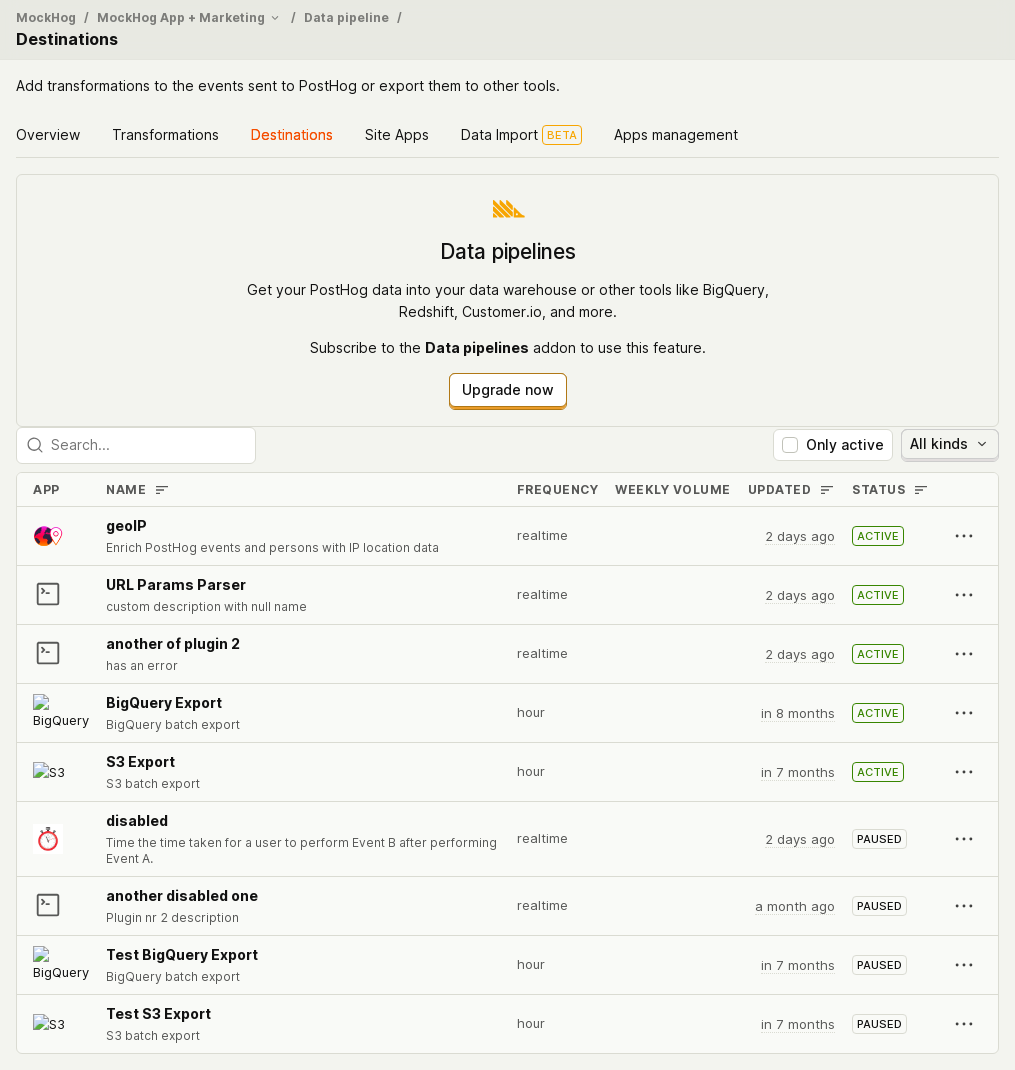 MockHog / MockHog App + Marketing / Data pipeline /
Destinations
Add transformations to the events sent to PostHog or export them to other tools.
Overview Transformations Destinations Site Apps Data Import BETA Apps management
Data pipelines
Get your PostHog data into your data warehouse or other tools like BigQuery,
Redshift, Customer.io, and more.
Subscribe to the Data pipelines addon to use this feature.
Upgrade now
Search... Only active All kinds
APP NAME FREQUENCY WEEKLY VOLUME UPDATED STATUS
geoIP
Enrich PostHog events and persons with IP location data
realtime 2 days ago ACTIVE
URL Params Parser
custom description with null name
realtime 2 days ago ACTIVE
another of plugin 2
has an error
realtime 2 days ago ACTIVE
BigQuery
BigQuery Export
BigQuery batch export
hour in 8 months ACTIVE
S3
S3 Export
S3 batch export
hour in 7 months ACTIVE
disabled
Time the time taken for a user to perform Event B after performing
Event A.
realtime 2 days ago PAUSED
another disabled one
Plugin nr 2 description
realtime a month ago PAUSED
BigQuery
Test BigQuery Export
BigQuery batch export
hour in 7 months PAUSED
S3
Test S3 Export
S3 batch export
hour in 7 months PAUSED